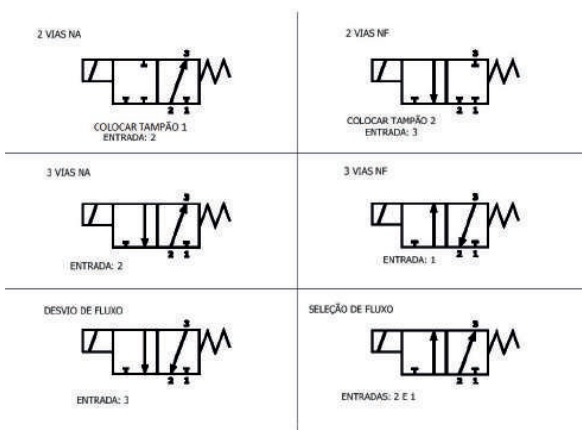 2 VIAS NA
3
2 1
COLOCAR TAMPÃO 1
ENTRADA: 2
2 VIAS NF
3
2 1
COLOCAR TAMPÃO 2
ENTRADA: 3
3 VIAS NA
3
2 1
ENTRADA: 2
3 VIAS NF
3
2 1
ENTRADA: 1
DESVIO DE FLUXO
3
2 1
ENTRADA: 3
SELEÇÃO DE FLUXO
3
2 1
ENTRADAS: 2 E 1